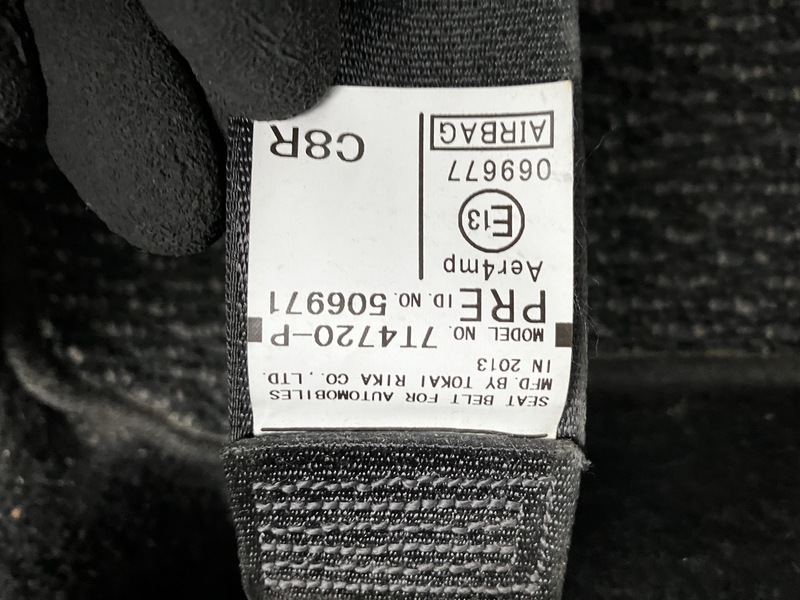 SEAT BELT FOR AUTOMOBILES
MFD. BY TOKAI RIKA CO., LTD.
IN 2013
MODEL NO. 7T4720-P
PRE ID. NO. 506971
Aer4mp
E13
069677
AIRBAG
C8R